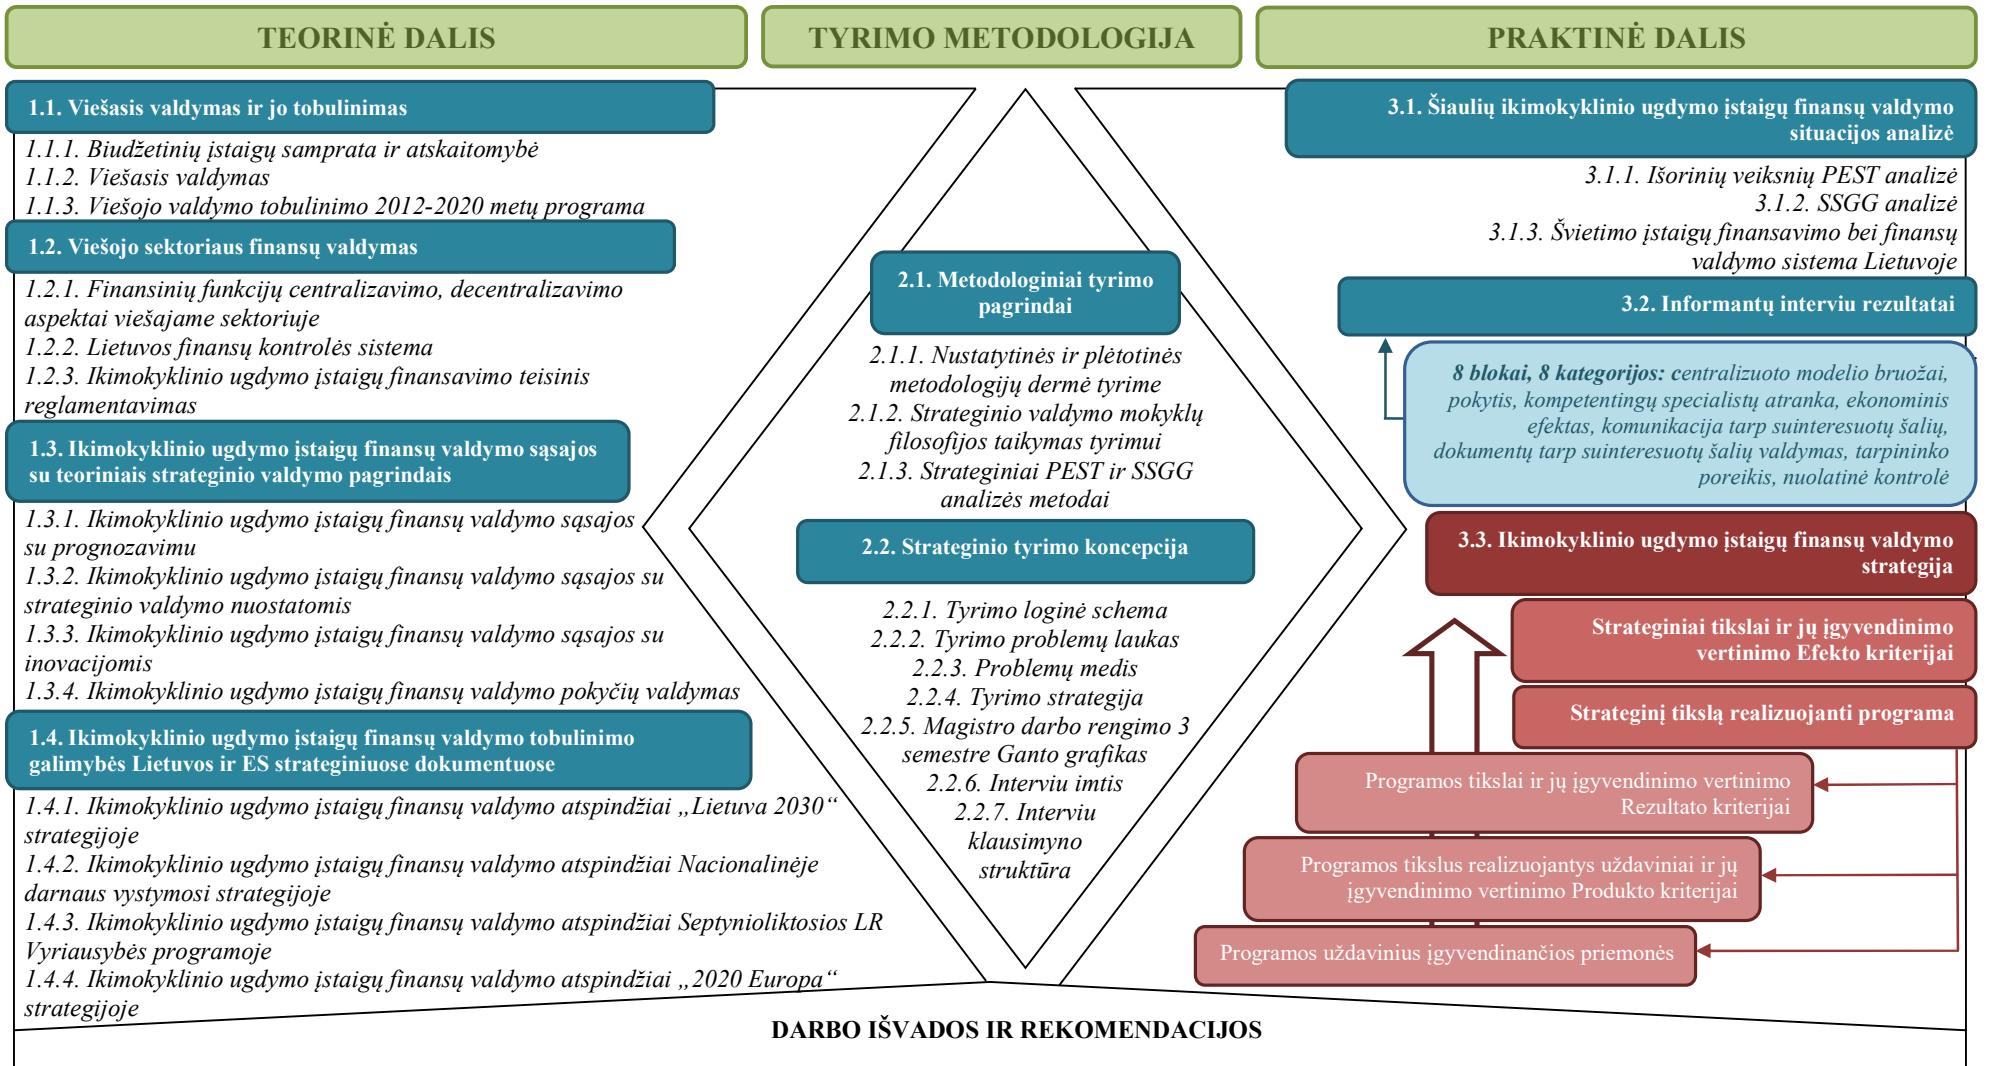 TEORINĖ DALIS
1.1. Viešasis valdymas ir jo tobulinimas
1.1.1. Biudžetinių įstaigų samprata ir atskaitomybė
1.1.2. Viešasis valdymas
1.1.3. Viešojo valdymo tobulinimo 2012-2020 metų programa
1.2. Viešojo sektoriaus finansų valdymas
1.2.1. Finansinių funkcijų centralizavimo, decentralizavimo
aspektai viešajame sektoriuje
1.2.2. Lietuvos finansų kontrolės sistema
1.2.3. Ikimokyklinio ugdymo įstaigų finansavimo teisinis
reglamentavimas
1.3. Ikimokyklinio ugdymo įstaigų finansų valdymo sąsajos
su teoriniais strateginio valdymo pagrindais
1.3.1. Ikimokyklinio ugdymo įstaigų finansų valdymo sąsajos
su prognozavimu
1.3.2. Ikimokyklinio ugdymo įstaigų finansų valdymo sąsajos su
strateginio valdymo nuostatomis
1.3.3. Ikimokyklinio ugdymo įstaigų finansų valdymo sąsajos su
inovacijomis
1.3.4. Ikimokyklinio ugdymo įstaigų finansų valdymo pokyčių valdymas
1.4. Ikimokyklinio ugdymo įstaigų finansų valdymo tobulinimo
galimybės Lietuvos ir ES strateginiuose dokumentuose
1.4.1. Ikimokyklinio ugdymo įstaigų finansų valdymo atspindžiai „Lietuva 2030“
strategijoje
1.4.2. Ikimokyklinio ugdymo įstaigų finansų valdymo atspindžiai Nacionalinėje
darnaus vystymosi strategijoje
1.4.3. Ikimokyklinio ugdymo įstaigų finansų valdymo atspindžiai Septynioliktosios LR
Vyriausybės programoje
1.4.4. Ikimokyklinio ugdymo įstaigų finansų valdymo atspindžiai „2020 Europa“
strategijoje
TYRIMO METODOLOGIJA
2.1. Metodologiniai tyrimo
pagrindai
2.1.1. Nustatytinės ir plėtotinės
metodologijų dermė tyrime
2.1.2. Strateginio valdymo mokyklų
filosofijos taikymas tyrimui
2.1.3. Strateginiai PEST ir SSGG
analizės metodai
2.2. Strateginio tyrimo koncepcija
2.2.1. Tyrimo loginė schema
2.2.2. Tyrimo problemų laukas
2.2.3. Problemų medis
2.2.4. Tyrimo strategija
2.2.5. Magistro darbo rengimo 3
semestre Ganto grafikas
2.2.6. Interviu imtis
2.2.7. Interviu
klausimyno
struktūra
PRAKTINĖ DALIS
3.1. Šiaulių ikimokyklinio ugdymo įstaigų finansų valdymo
situacijos analizė
3.1.1. Išorinių veiksnių PEST analizė
3.1.2. SSGG analizė
3.1.3. Švietimo įstaigų finansavimo bei finansų
valdymo sistema Lietuvoje
3.2. Informantų interviu rezultatai
8 blokai, 8 kategorijos: centralizuoto modelio bruožai,
pokytis, kompetentingų specialistų atranka, ekonominis
efektas, komunikacija tarp suinteresuotų šalių,
dokumentų tarp suinteresuotų šalių valdymas, tarpininko
poreikis, nuolatinė kontrolė
3.3. Ikimokyklinio ugdymo įstaigų finansų valdymo
strategija
Strateginiai tikslai ir jų įgyvendinimo
vertinimo Efekto kriterijai
Strateginį tikslą realizuojanti programa
Programos tikslai ir jų įgyvendinimo vertinimo
Rezultato kriterijai
Programos tikslus realizuojantys uždaviniai ir jų
įgyvendinimo vertinimo Produkto kriterijai
Programos uždavinius įgyvendinančios priemonės
DARBO IŠVADOS IR REKOMENDACIJOS